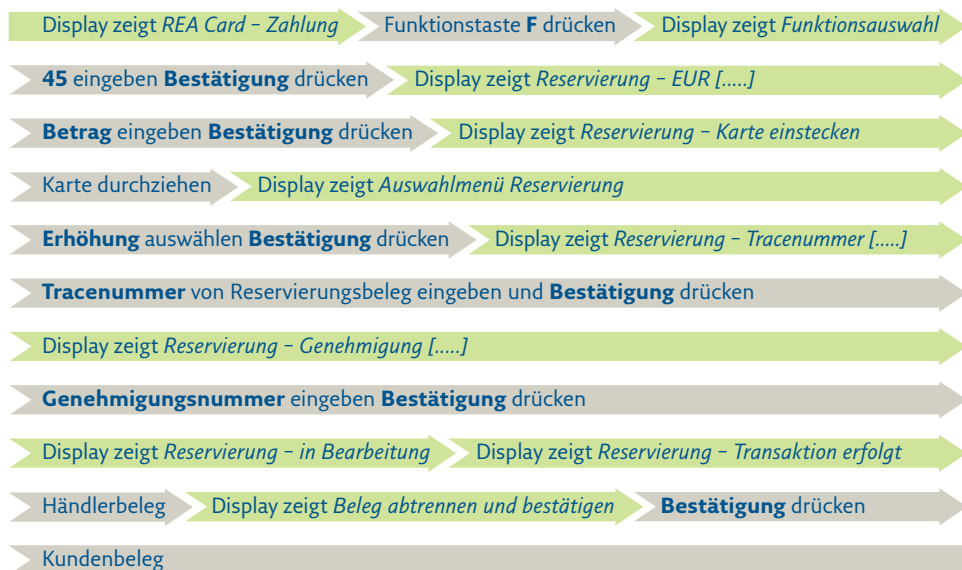 Display zeigt REA Card – Zahlung Funktionstaste F drücken Display zeigt Funktionsauswahl
45 eingeben Bestätigung drücken Display zeigt Reservierung – EUR [.....]
Betrag eingeben Bestätigung drücken Display zeigt Reservierung – Karte einstecken
Karte durchziehen Display zeigt Auswahlmenü Reservierung
Erhöhung auswählen Bestätigung drücken Display zeigt Reservierung – Tracenummer [.....]
Tracenummer von Reservierungsbeleg eingeben und Bestätigung drücken
Display zeigt Reservierung – Genehmigung [.....]
Genehmigungsnummer eingeben Bestätigung drücken
Display zeigt Reservierung – in Bearbeitung Display zeigt Reservierung – Transaktion erfolgt
Händlerbeleg Display zeigt Beleg abtrennen und bestätigen Bestätigung drücken
Kundenbeleg